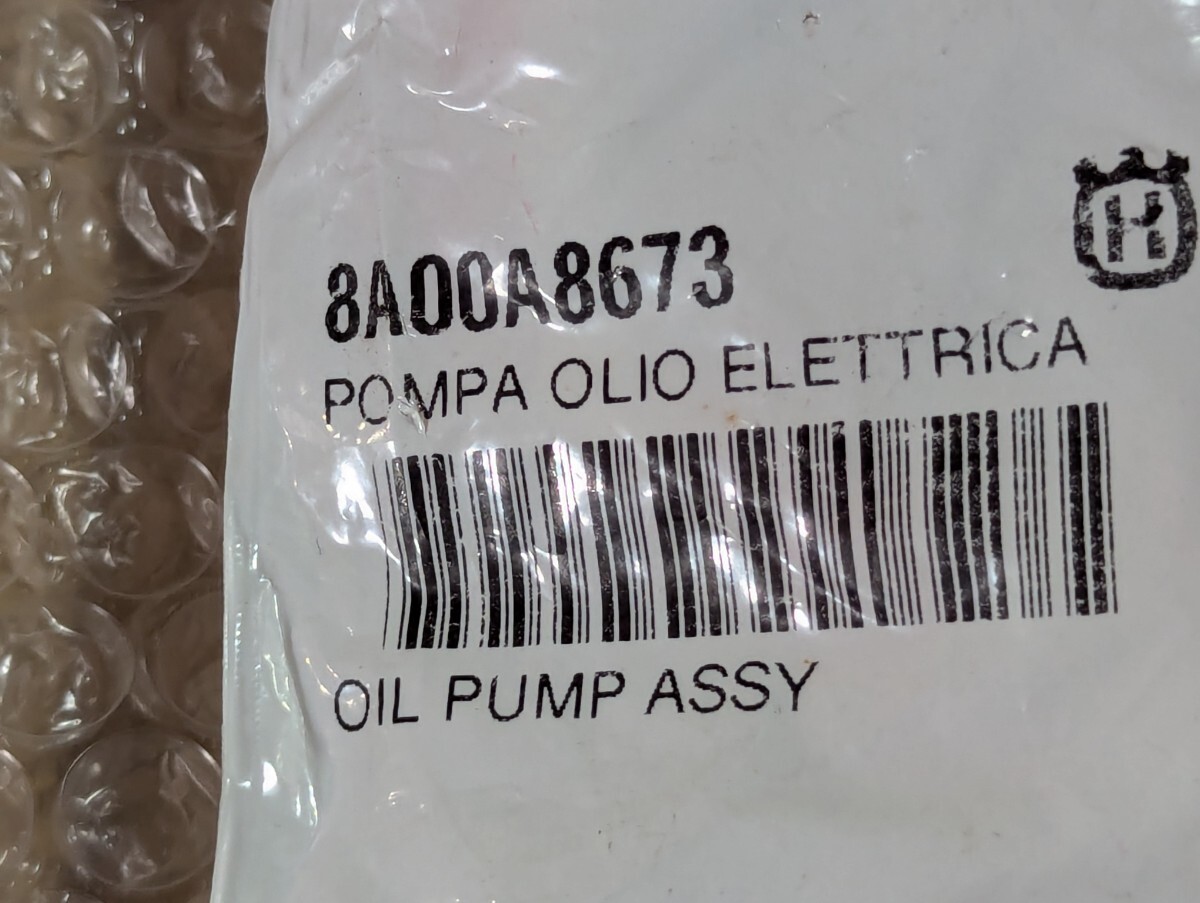 8A00A8673
H
POMPA OLIO ELETTRICA
OIL PUMP ASSY